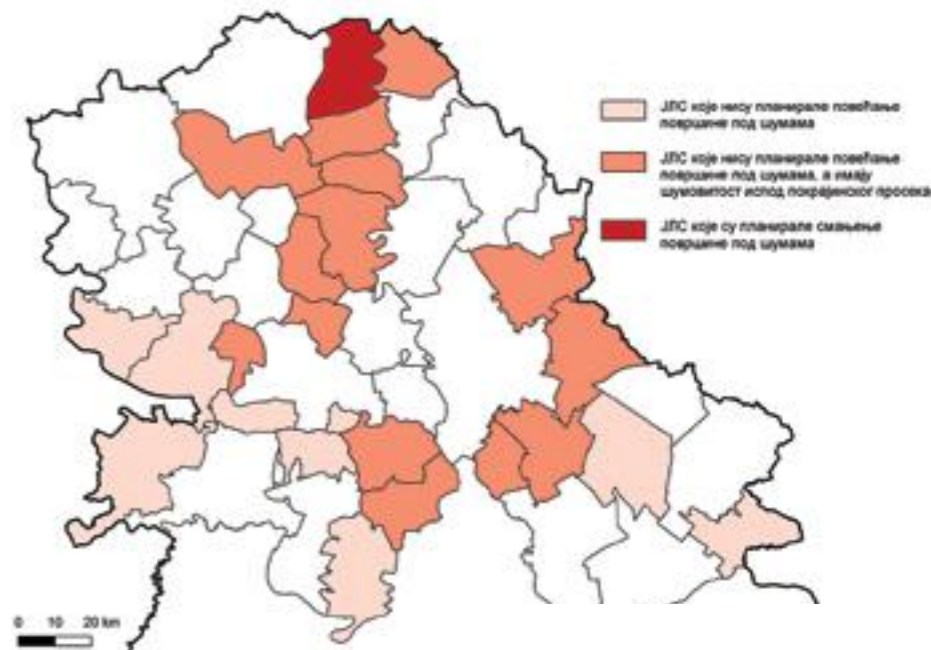 ЈЛС које нису планирале повећање
површине под шумама
ЈЛС које нису планирале повећање
површине под шумама, а имају
шумовитост испод покрајинског просека
ЈЛС које су планирале смањење
површине под шумама
0 10 20 km